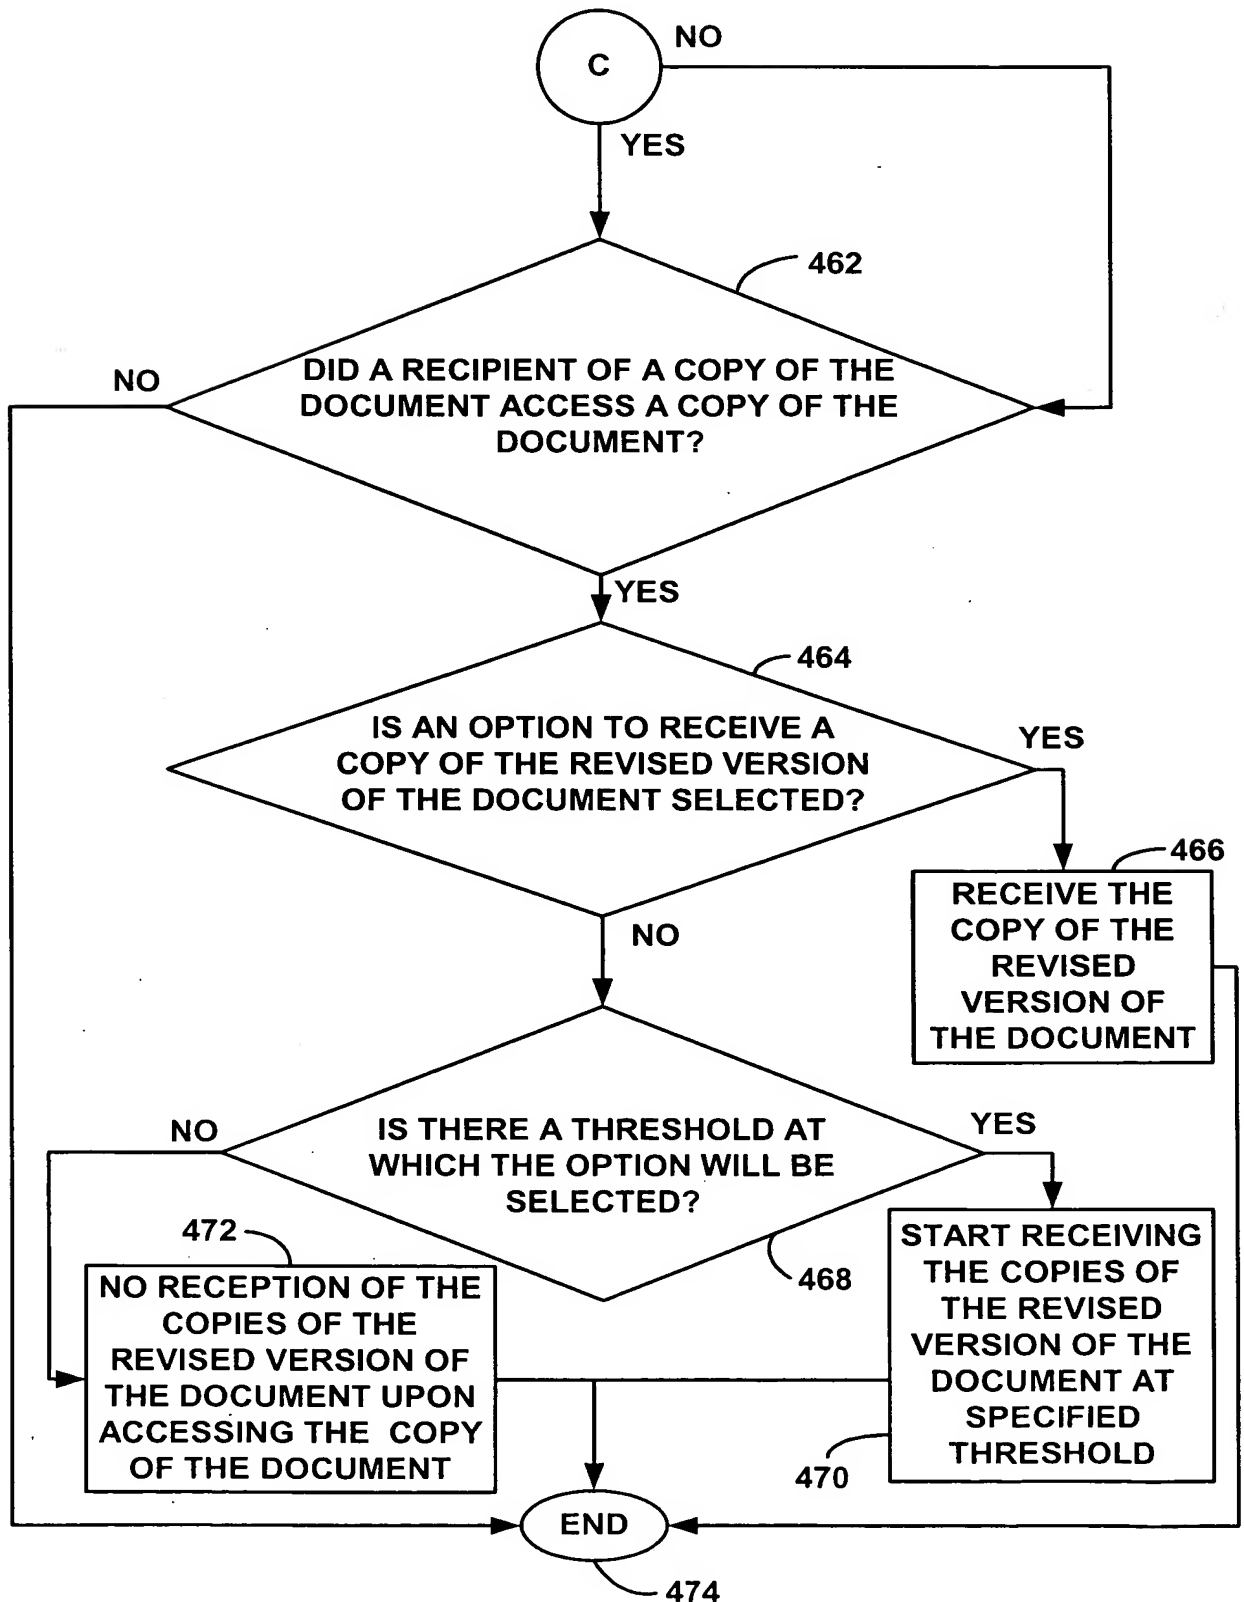 NO
C
YES
462
NO
DID A RECIPIENT OF A COPY OF THE
DOCUMENT ACCESS A COPY OF THE
DOCUMENT?
YES
464
IS AN OPTION TO RECEIVE A
COPY OF THE REVISED VERSION
OF THE DOCUMENT SELECTED?
YES
466
RECEIVE THE
COPY OF THE
REVISED
VERSION OF
THE DOCUMENT
NO
NO
IS THERE A THRESHOLD AT
WHICH THE OPTION WILL BE
SELECTED?
YES
468
472
NO RECEPTION OF THE
COPIES OF THE
REVISED VERSION OF
THE DOCUMENT UPON
ACCESSING THE COPY
OF THE DOCUMENT
START RECEIVING
THE COPIES OF
THE REVISED
VERSION OF THE
DOCUMENT AT
SPECIFIED
THRESHOLD
470
END
474